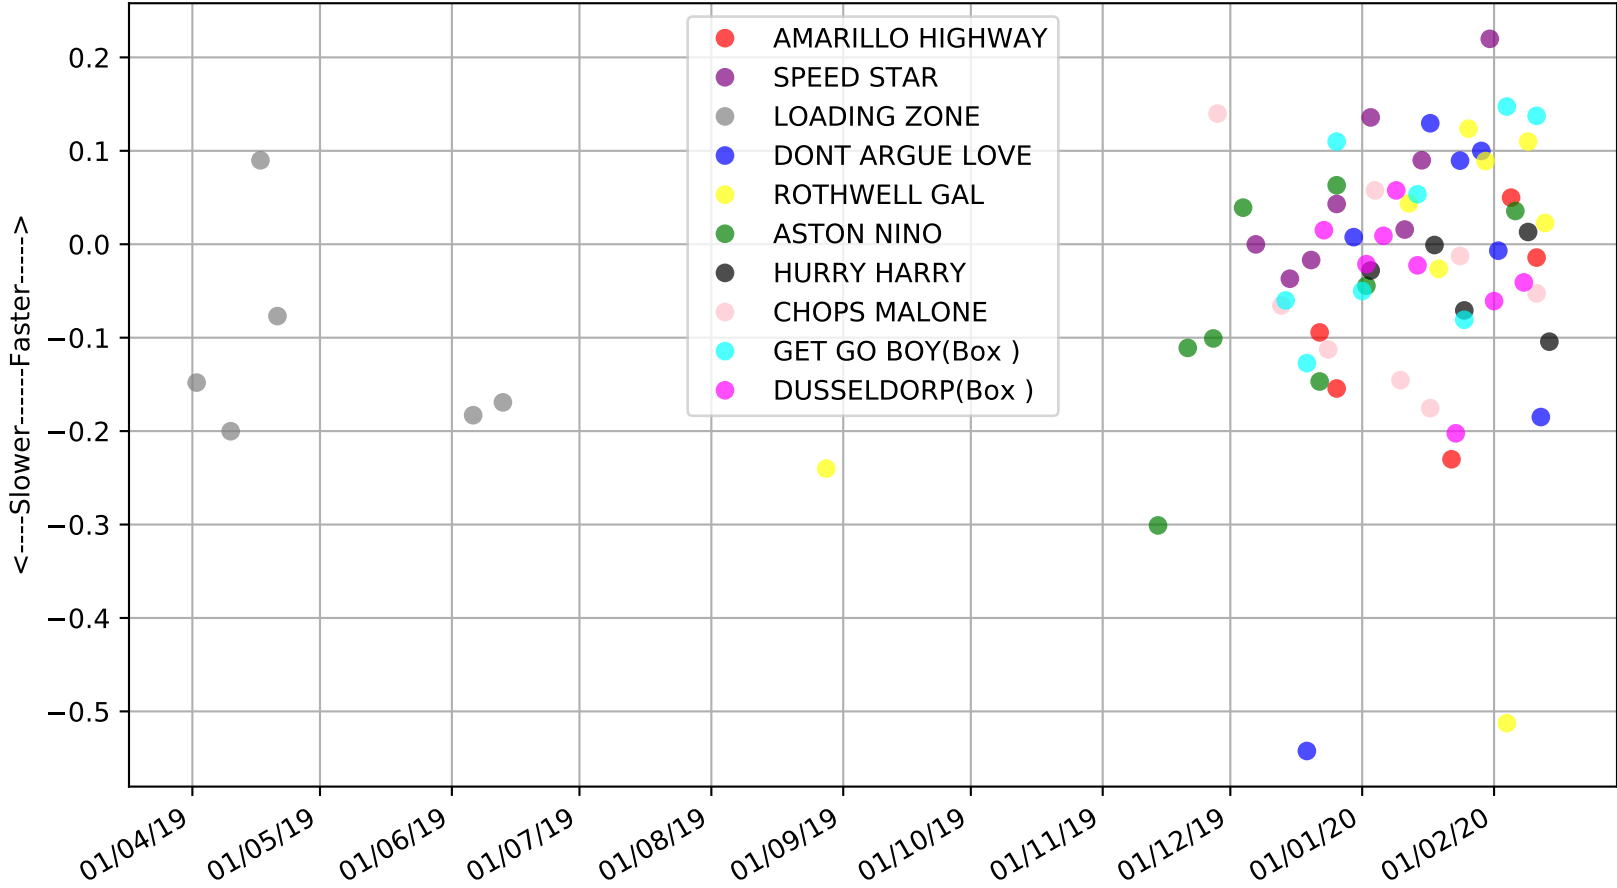 0.2
0.1
0.0
−0.1
−0.2
−0.3
−0.4
−0.5
<----Slower------Faster----->
AMARILLO HIGHWAY
SPEED STAR
LOADING ZONE
DONT ARGUE LOVE
ROTHWELL GAL
ASTON NINO
HURRY HARRY
CHOPS MALONE
GET GO BOY(Box )
DUSSELDORP(Box )
01/04/19
01/05/19
01/06/19
01/07/19
01/08/19
01/09/19
01/10/19
01/11/19
01/12/19
01/01/20
01/02/20